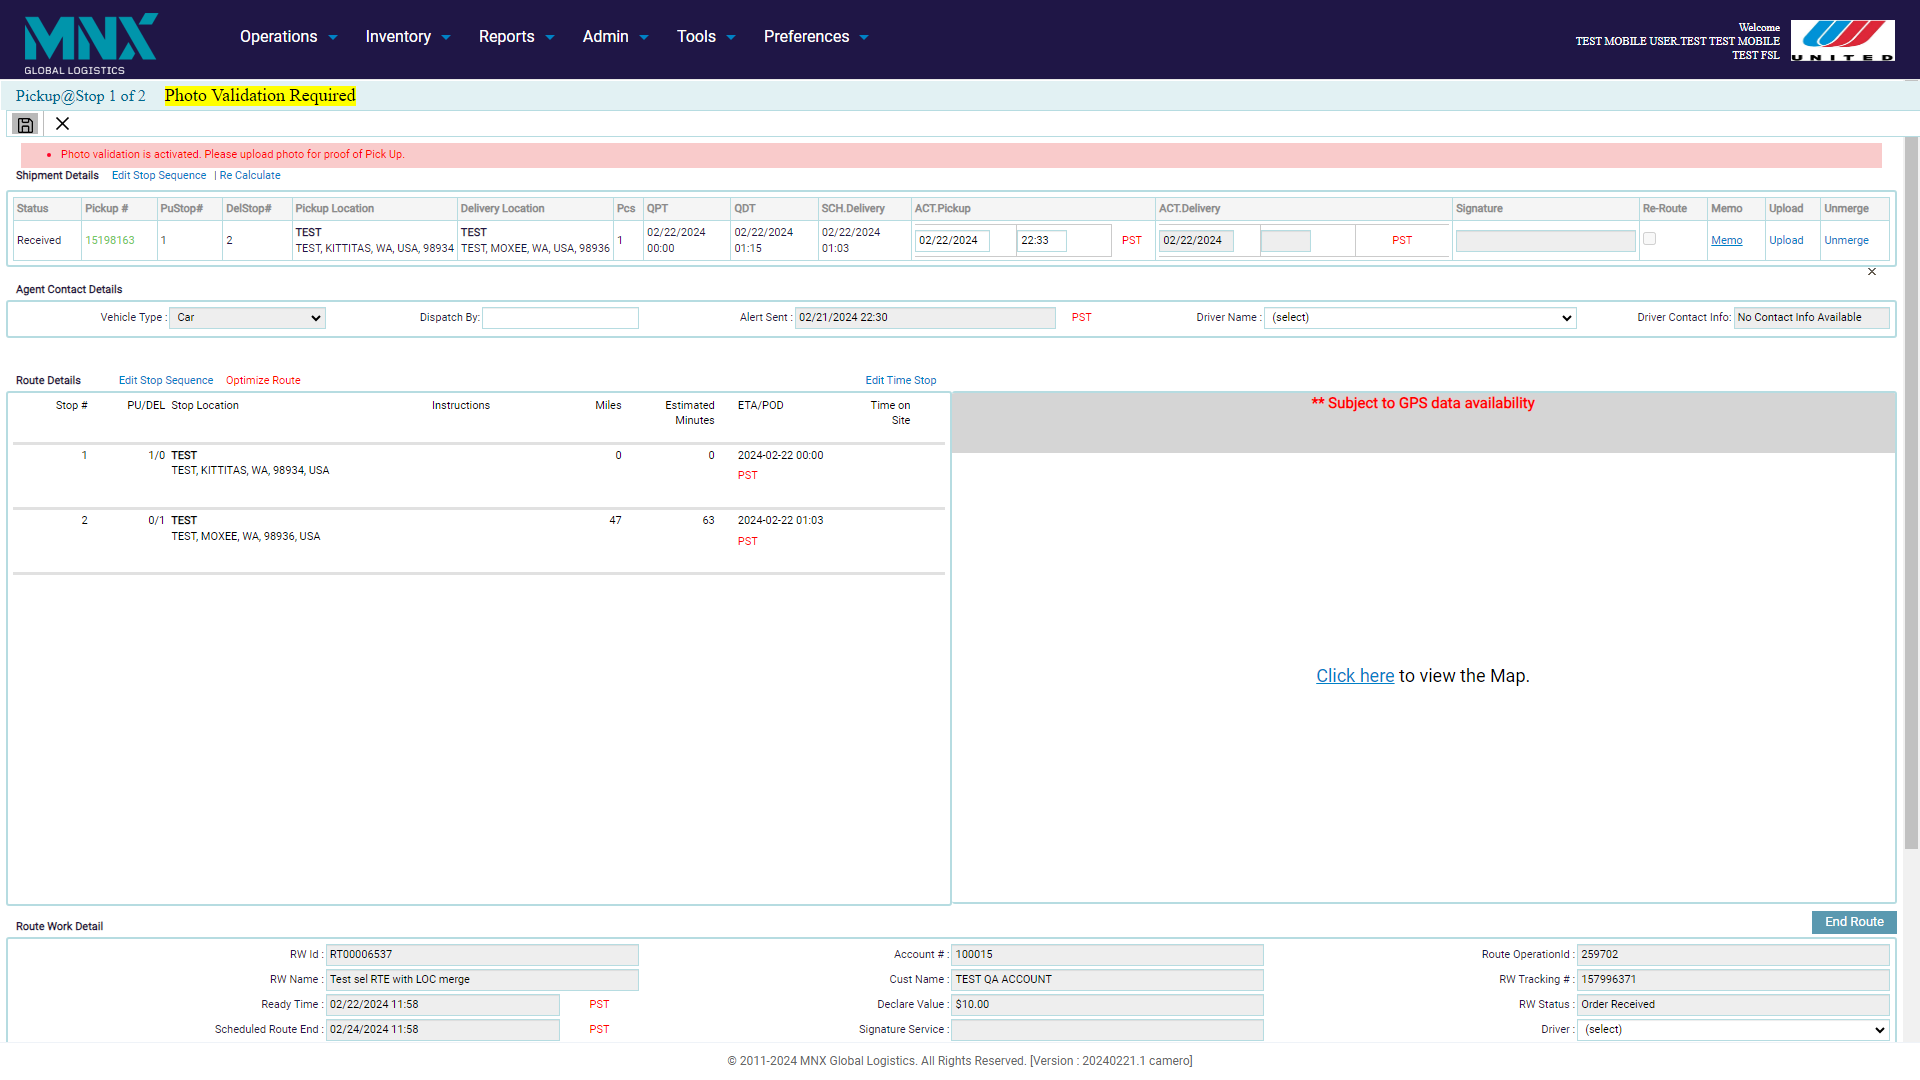 MNX
GLOBAL LOGISTICS
Operations Inventory Reports Admin Tools Preferences
Welcome
TEST MOBILE USER.TEST TEST MOBILE
TEST FSL
UNITED
Pickup@Stop 1 of 2 Photo Validation Required
Photo validation is activated. Please upload photo for proof of Pick Up.
Shipment Details Edit Stop Sequence | Re Calculate
Status Pickup # PuStop# DelStop# Pickup Location Delivery Location Pcs QPT QDT SCH.Delivery ACT.Pickup ACT.Delivery Signature Re-Route Memo Upload Unmerge
Received 15198163 1 2 TEST TEST 1 02/22/2024 02/22/2024 02/22/2024 02/22/2024 22:33 PST 02/22/2024 PST Memo Upload Unmerge
TEST, KITTITAS, WA, USA, 98934 TEST, MOXEE, WA, USA, 98936 00:00 01:15 01:03
Agent Contact Details
Vehicle Type : Car Dispatch By: Alert Sent : 02/21/2024 22:30 PST Driver Name : (select) Driver Contact Info: No Contact Info Available
Route Details Edit Stop Sequence Optimize Route Edit Time Stop
Stop # PU/DEL Stop Location Instructions Miles Estimated Minutes ETA/POD Time on Site
1 1/0 TEST 0 0 2024-02-22 00:00
TEST, KITTITAS, WA, 98934, USA
PST
2 0/1 TEST 47 63 2024-02-22 01:03
TEST, MOXEE, WA, 98936, USA
PST
** Subject to GPS data availability
Click here to view the Map.
Route Work Detail End Route
RW Id : RT00006537 Account # : 100015 Route OperationId : 259702
RW Name : Test sel RTE with LOC merge Cust Name : TEST QA ACCOUNT RW Tracking # : 157996371
Ready Time : 02/22/2024 11:58 PST Declare Value : $10.00 RW Status : Order Received
Scheduled Route End : 02/24/2024 11:58 PST Signature Service : Driver : (select)
© 2011-2024 MNX Global Logistics. All Rights Reserved. [Version : 20240221.1 camero]